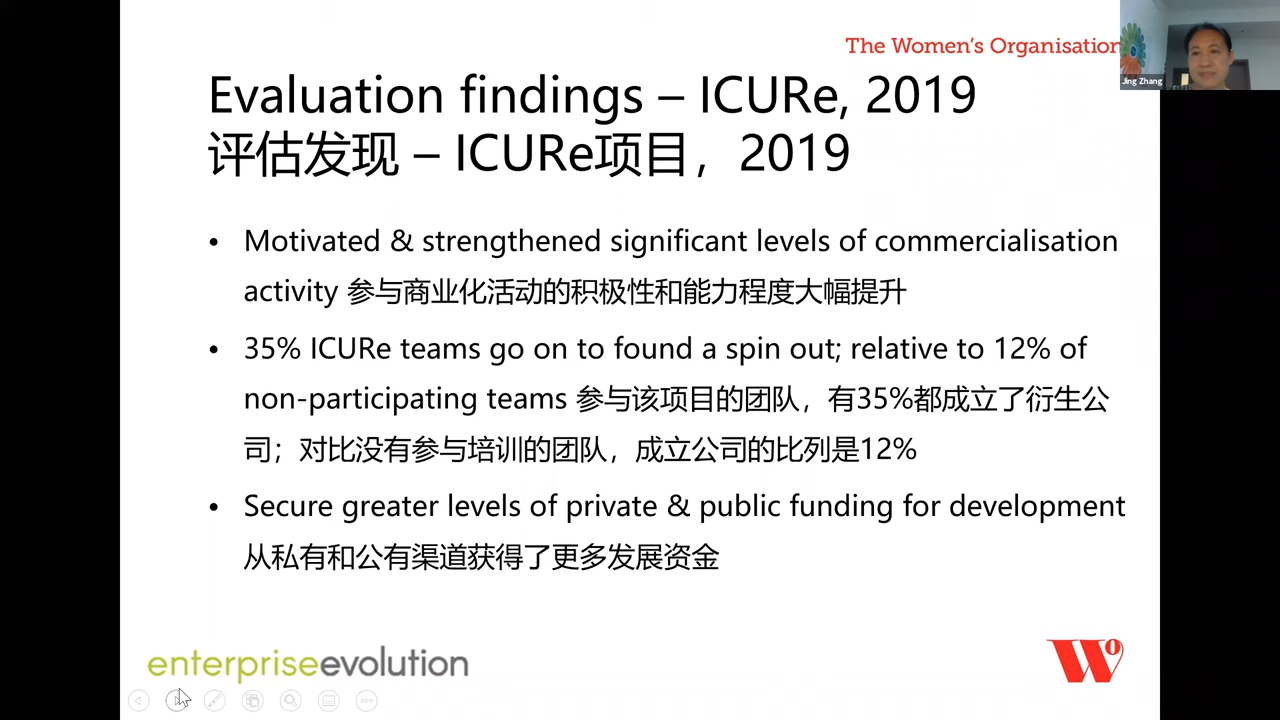 The Women's Organisation
Jing Zhang
Evaluation findings – ICURe, 2019
评估发现 – ICURe项目，2019
• Motivated & strengthened significant levels of commercialisation
activity 参与商业化活动的积极性和能力程度大幅提升
• 35% ICURe teams go on to found a spin out; relative to 12% of
non-participating teams 参与该项目的团队，有35%都成立了衍生公
司；对比没有参与培训的团队，成立公司的比列是12%
• Secure greater levels of private & public funding for development
从私有和公有渠道获得了更多发展资金
enterpriseevolution
Wo